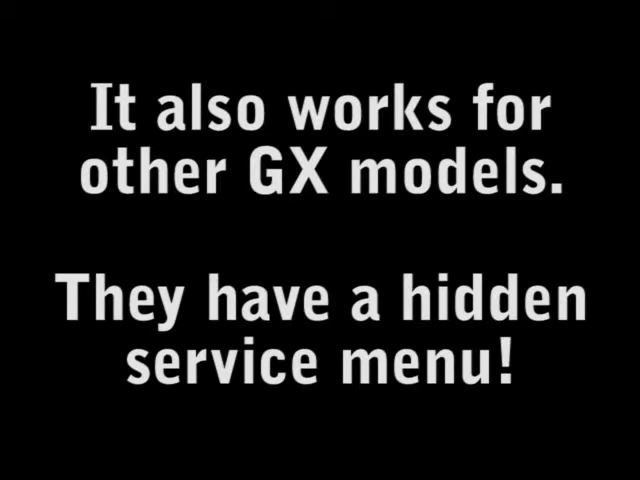 It also works for
other GX models.
They have a hidden
service menu!